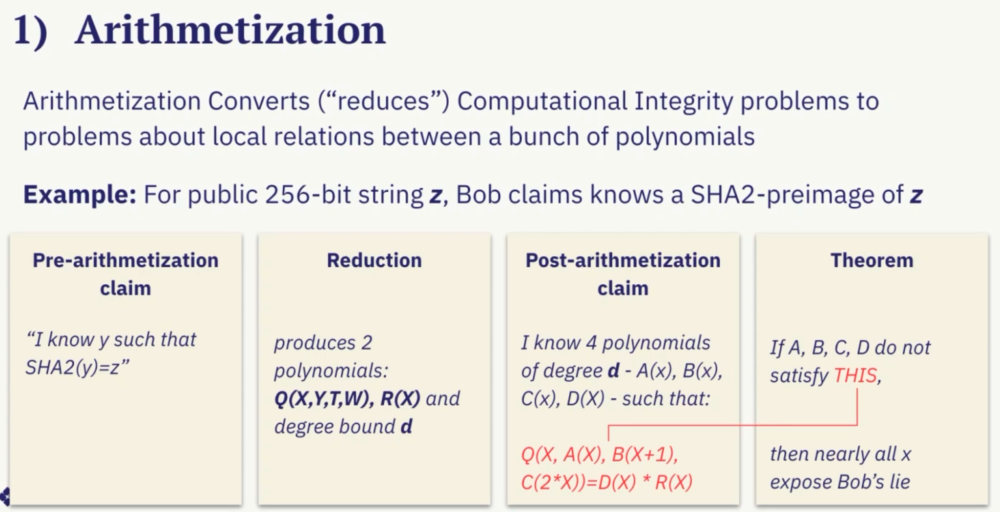 1) Arithmetization
Arithmetization Converts (“reduces”) Computational Integrity problems to
problems about local relations between a bunch of polynomials
Example: For public 256-bit string z, Bob claims knows a SHA2-preimage of z
Pre-arithmetization
claim
“I know y such that
SHA2(y)=z”
Reduction
produces 2
polynomials:
Q(X,Y,T,W), R(X) and
degree bound d
Post-arithmetization
claim
I know 4 polynomials
of degree d - A(x), B(x),
C(x), D(X) - such that:
Q(X, A(X), B(X+1),
C(2*X))=D(X) * R(X)
Theorem
If A, B, C, D do not
satisfy THIS,
then nearly all x
expose Bob’s lie